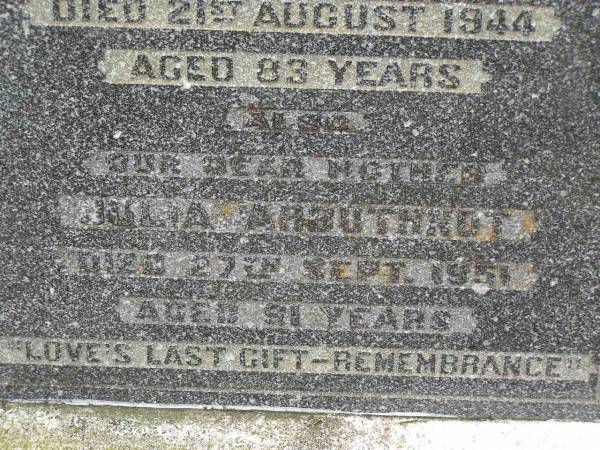 DIED 21ST AUGUST 1944
AGED 83 YEARS
ALSO
OUR DEAR MOTHER
JULIA
DIED 27TH SEPT. 1951
AGED 91 YEARS
"LOVE'S LAST GIFT-REMEMBRANCE"